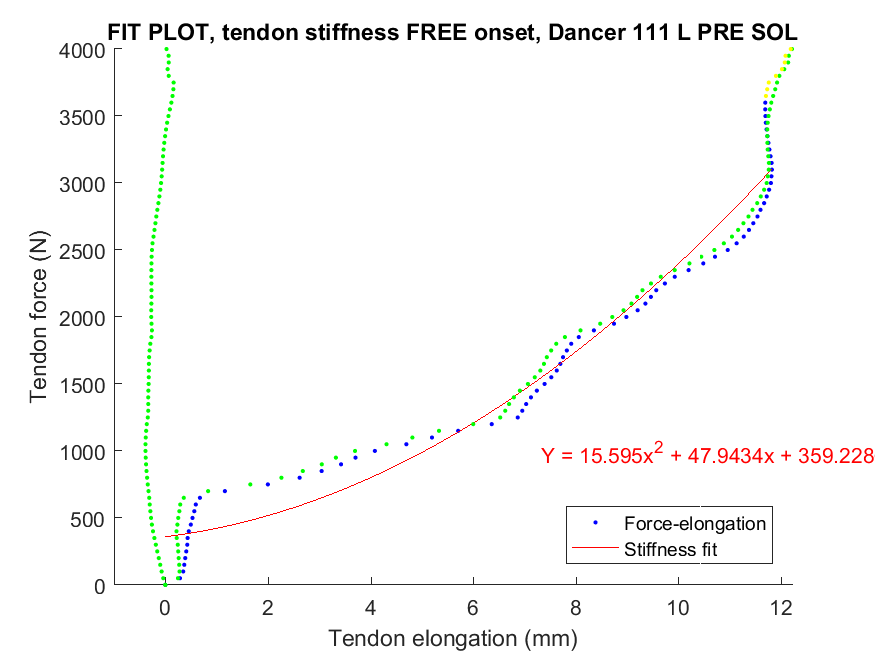 FIT PLOT, tendon stiffness FREE onset, Dancer 111 L PRE SOL
4000
3500
3000
2500
2000
1500
1000
500
0
Tendon force (N)
Y = 15.595x² + 47.9434x + 359.228
Force-elongation
Stiffness fit
0 2 4 6 8 10 12
Tendon elongation (mm)